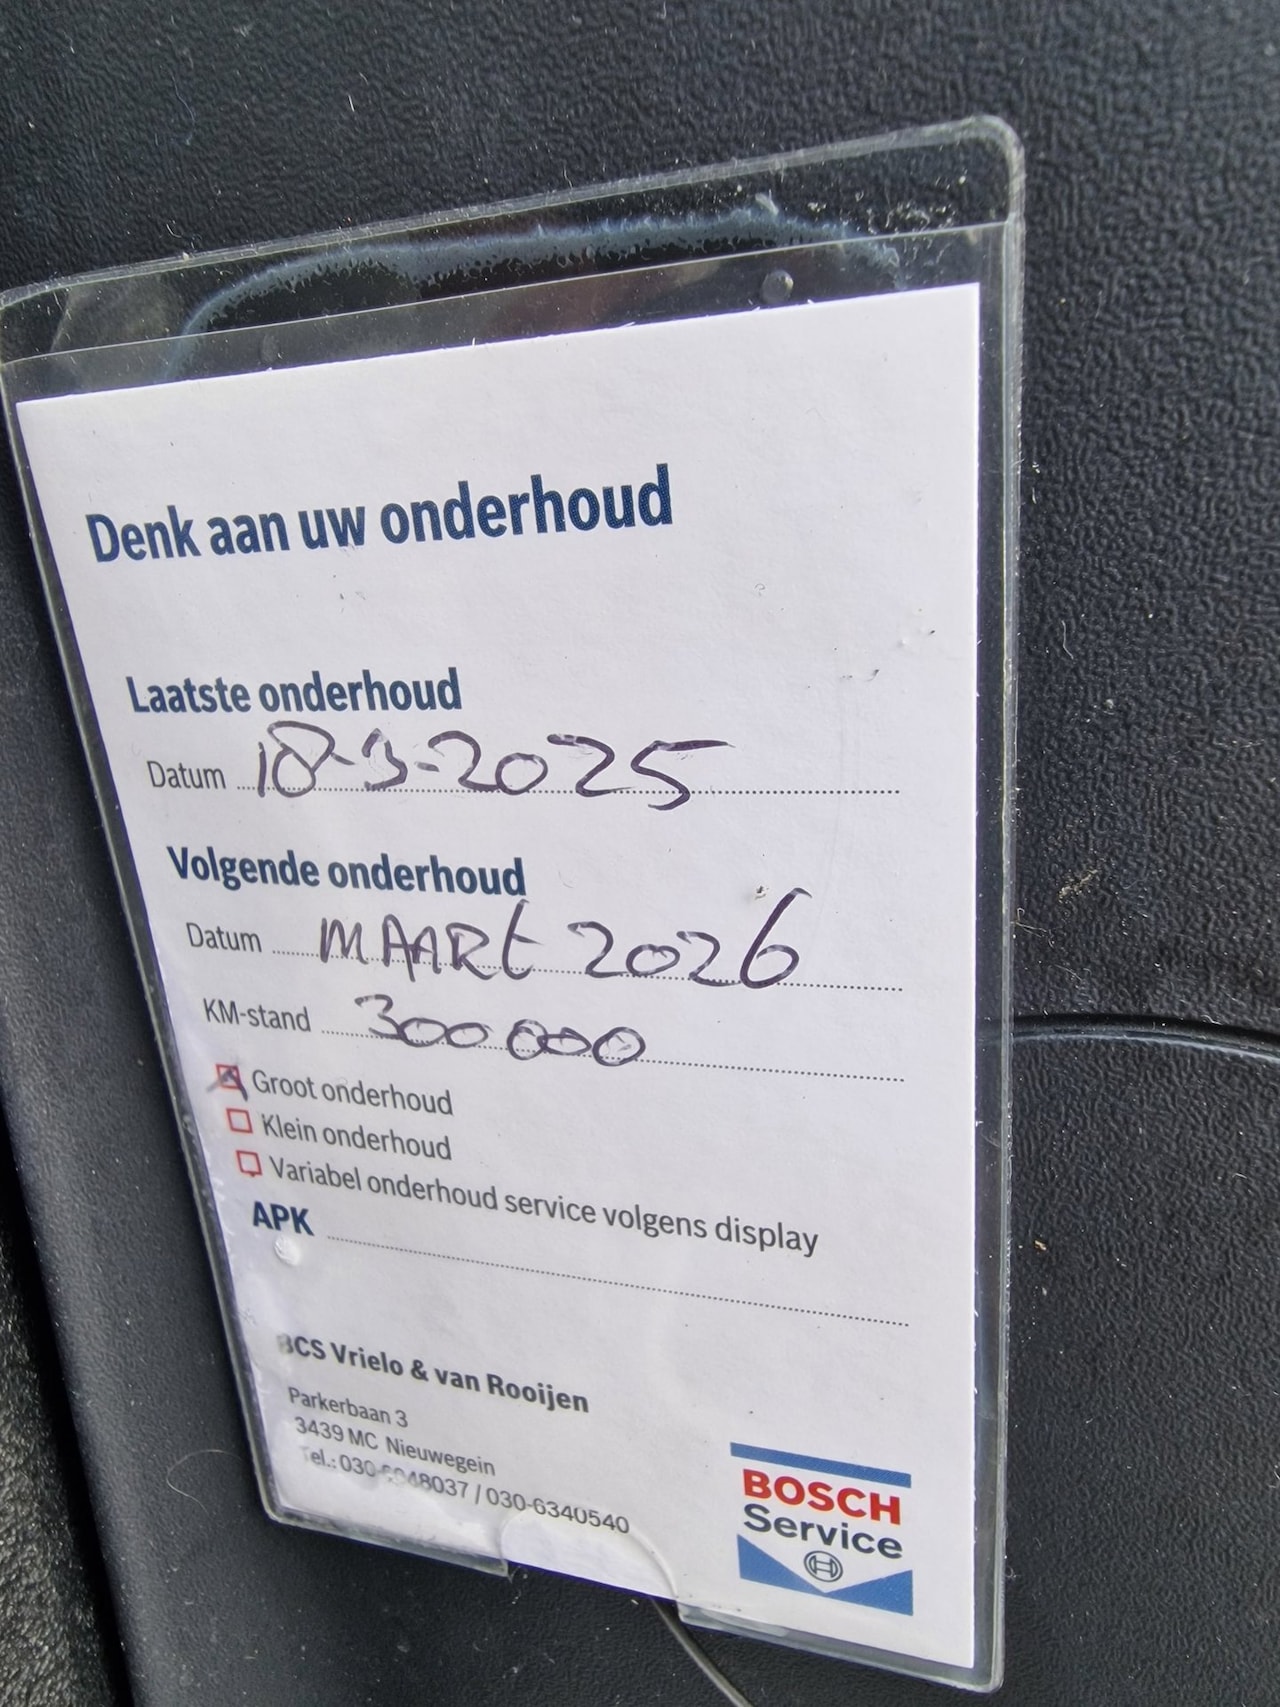 Denk aan uw onderhoud
Laatste onderhoud
Datum 18-3-2025
Volgende onderhoud
Datum MAART 2026
KM-stand 300 000
Groot onderhoud
Klein onderhoud
Variabel onderhoud service volgens display
APK
BCS Vrielo & van Rooijen
Parkerbaan 3
3439 MC Nieuwegein
Tel.: / 030-6340540
BOSCH
Service